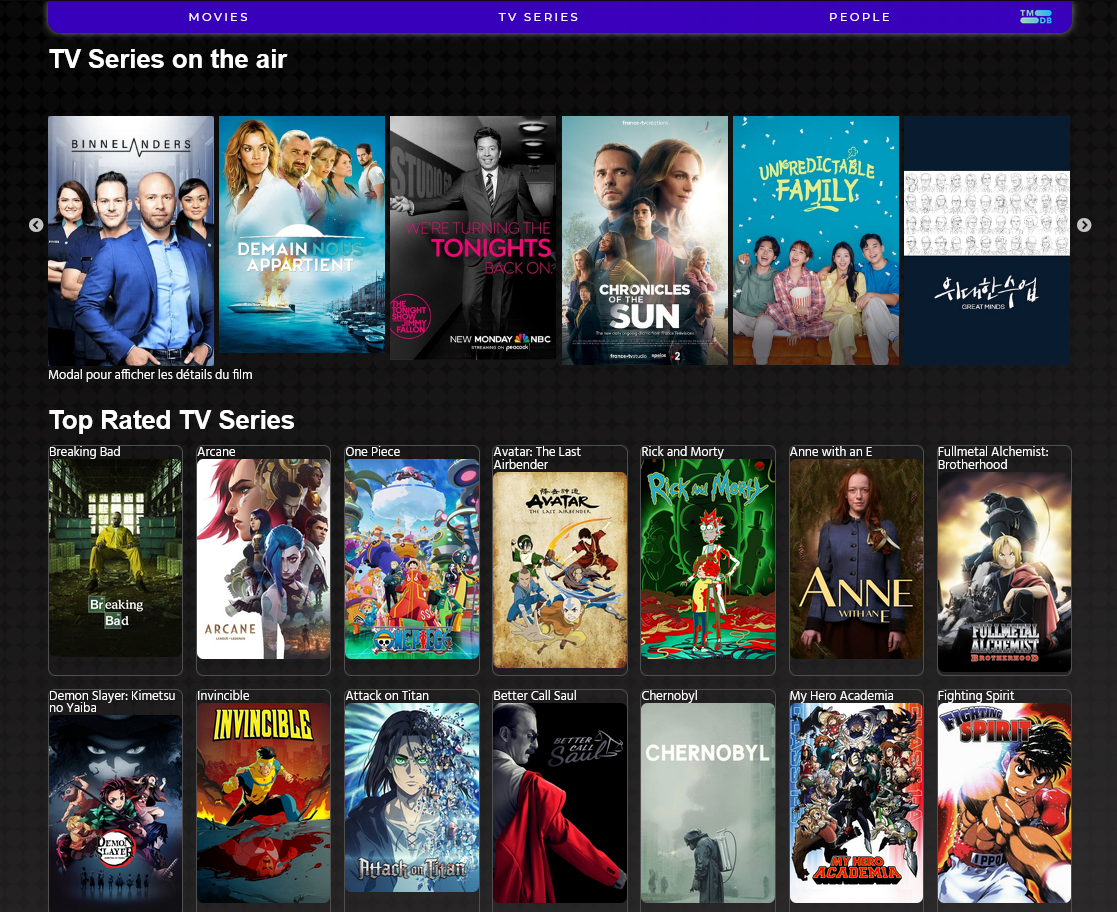 MOVIES
TV SERIES
PEOPLE
TM
DB
TV Series on the air
BINNELANDERS
DEMAIN NOUS
APPARTIENT
WE'RE TURNING THE
TONIGHTS
BACK ON.
THE
TONIGHT
SHOW
JIMMY
FALLON
NEW MONDAY NBC
STREAMING ON peacock
CHRONICLES
OF THE
SUN
france•tvstudio
2
UNPREDICTABLE
FAMILY
위대한 수업
GREAT MINDS
Modal pour afficher les détails du film
Top Rated TV Series
Breaking Bad
Breaking
Bad
Arcane
ARCANE
One Piece
ONE PIECE
Avatar: The Last
Airbender
AVATAR
THE LAST AIRBENDER
Rick and Morty
Rick and Morty
Anne with an E
ANNE
WITH AN E
Fullmetal Alchemist:
Brotherhood
FULLMETAL
ALCHEMIST
BROTHERHOOD
Demon Slayer: Kimetsu
no Yaiba
DEMON
SLAYER
Invincible
INVINCIBLE
Attack on Titan
Attack on Titan
Better Call Saul
BETTER
CALL
Saul
Chernobyl
CHERNOBYL
My Hero Academia
MY HERO
ACADEMIA
Fighting Spirit
FIGHTING
SPIRIT
IPPO